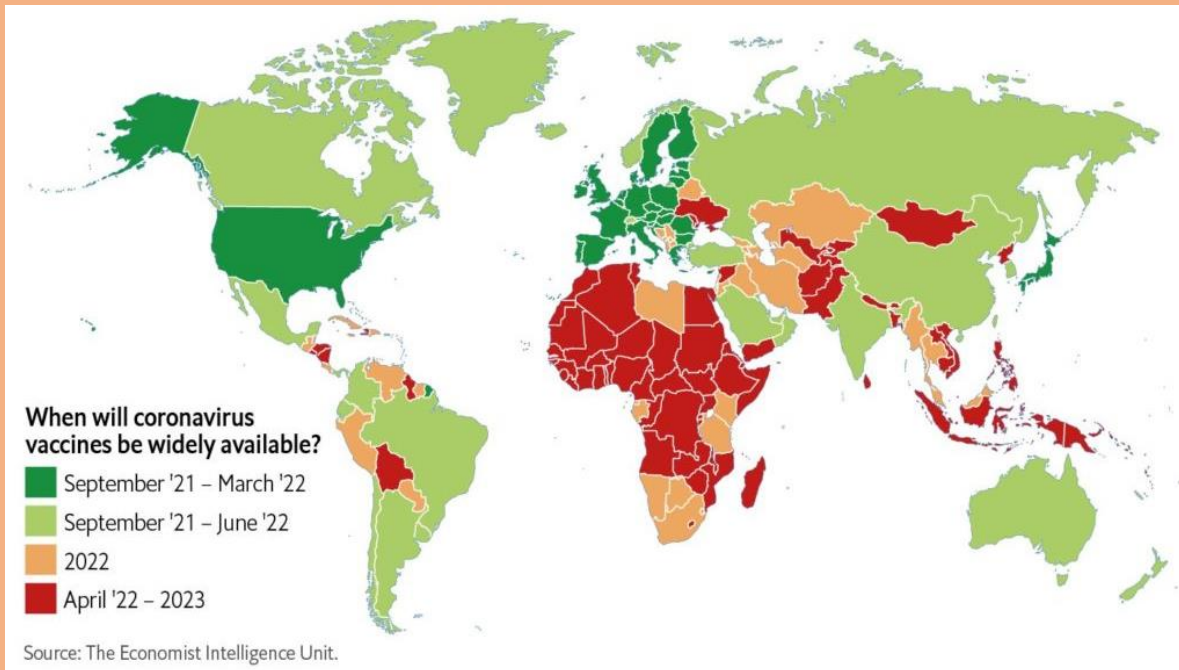 When will coronavirus
vaccines be widely available?
September '21 – March '22
September '21 – June '22
2022
April '22 – 2023
Source: The Economist Intelligence Unit.